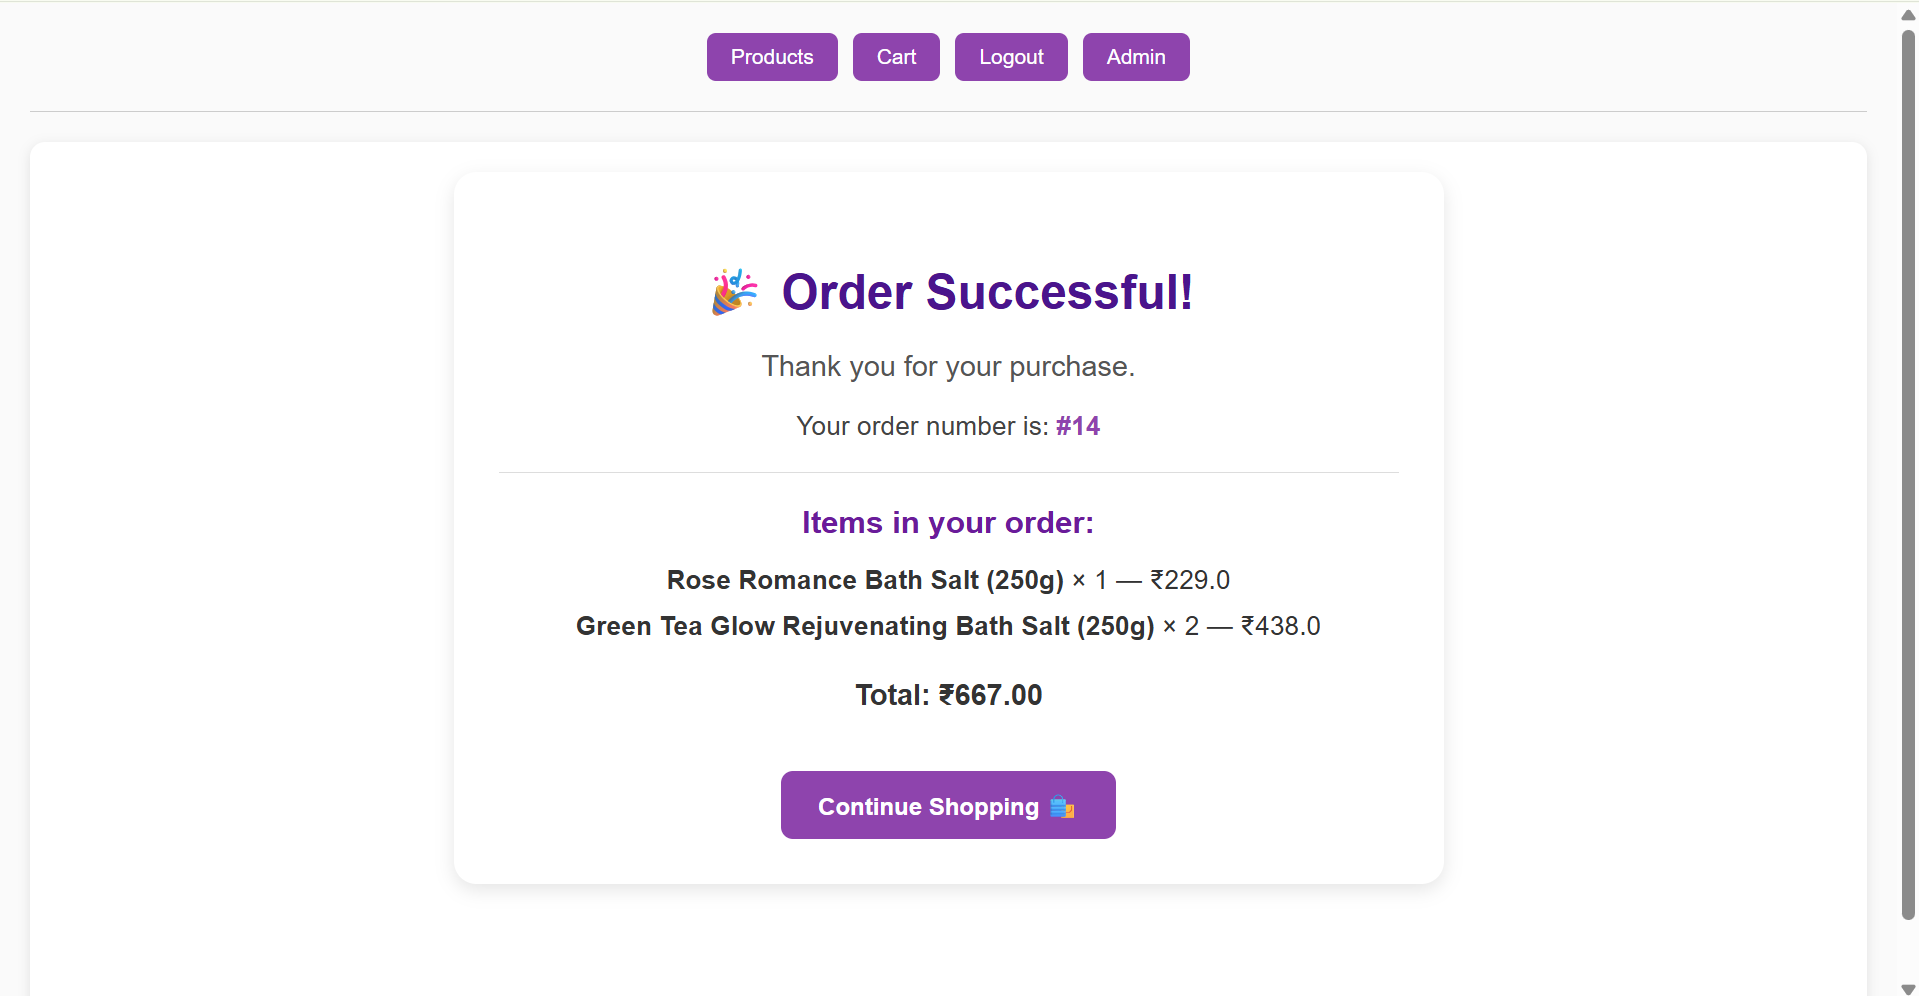 Products Cart Logout Admin
🎉 Order Successful!
Thank you for your purchase.
Your order number is: #14
Items in your order:
Rose Romance Bath Salt (250g) × 1 — ₹229.0
Green Tea Glow Rejuvenating Bath Salt (250g) × 2 — ₹438.0
Total: ₹667.00
Continue Shopping 🛍️